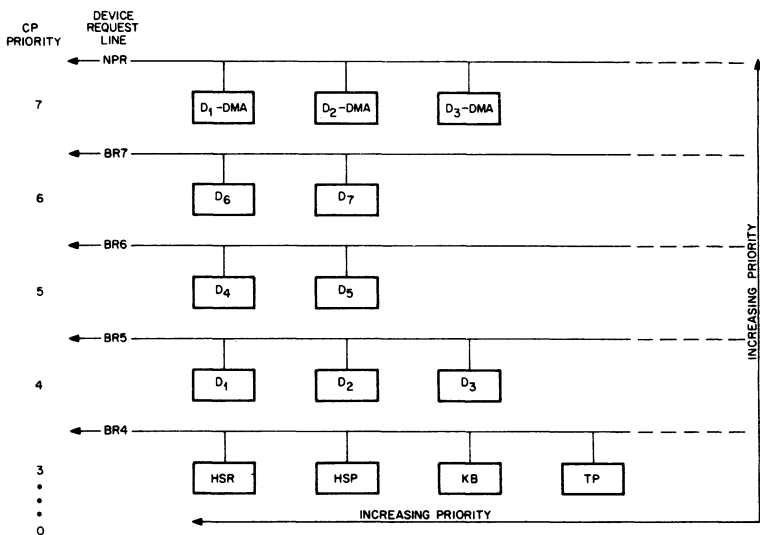 CP
PRIORITY
DEVICE
REQUEST
LINE
NPR
7
D1-DMA
D2-DMA
D3-DMA
BR7
6
D6
D7
BR6
5
D4
D5
BR5
4
D1
D2
D3
BR4
3
HSR
HSP
KB
TP
0
INCREASING PRIORITY
INCREASING PRIORITY